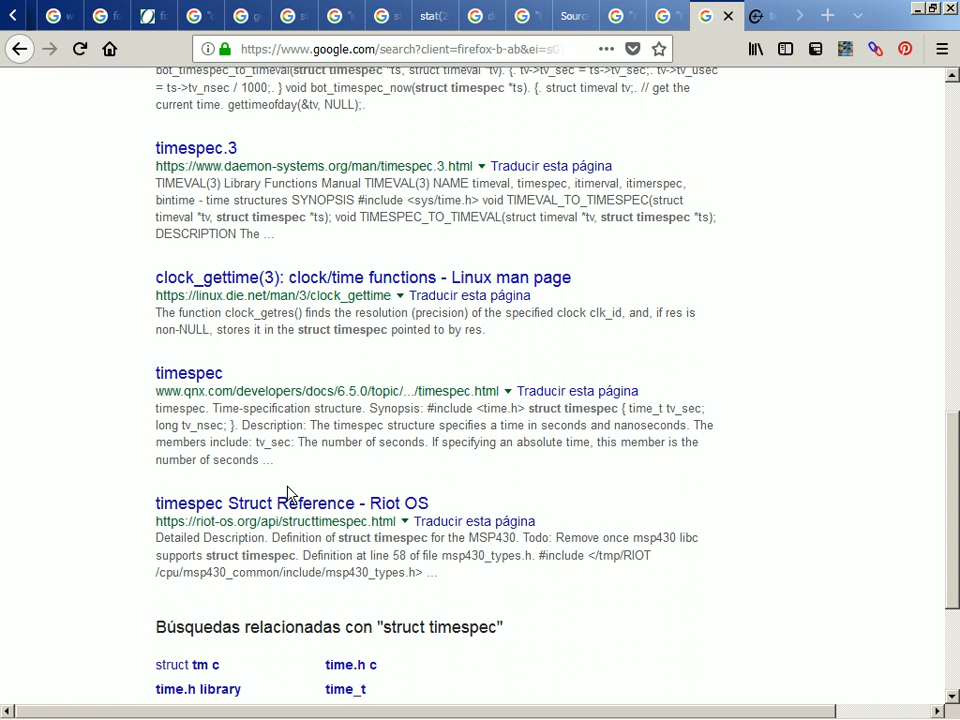 stat(2
Sourc
https://www.google.com/search?client=firefox-b-ab&ei=sG
bot_timespec_to_timeval(struct timespec *ts, struct timeval *tv). {. tv->tv_sec = ts->tv_sec;. tv->tv_usec
= ts->tv_nsec / 1000;. } void bot_timespec_now(struct timespec *ts). {. struct timeval tv;. // get the
current time. gettimeofday(&tv, NULL);.
timespec.3
https://www.daemon-systems.org/man/timespec.3.html ▼ Traducir esta página
TIMEVAL(3) Library Functions Manual TIMEVAL(3) NAME timeval, timespec, itimerval, itimerspec,
bintime - time structures SYNOPSIS #include <sys/time.h> void TIMEVAL_TO_TIMESPEC(struct
timeval *tv, struct timespec *ts); void TIMESPEC_TO_TIMEVAL(struct timeval *tv, struct timespec *ts);
DESCRIPTION The ...
clock_gettime(3): clock/time functions - Linux man page
https://linux.die.net/man/3/clock_gettime ▼ Traducir esta página
The function clock_getres() finds the resolution (precision) of the specified clock clk_id, and, if res is
non-NULL, stores it in the struct timespec pointed to by res.
timespec
www.qnx.com/developers/docs/6.5.0/topic/.../timespec.html ▼ Traducir esta página
timespec. Time-specification structure. Synopsis: #include <time.h> struct timespec { time_t tv_sec;
long tv_nsec; }. Description: The timespec structure specifies a time in seconds and nanoseconds. The
members include: tv_sec: The number of seconds. If specifying an absolute time, this member is the
number of seconds ...
timespec Struct Reference - Riot OS
https://riot-os.org/api/structtimespec.html ▼ Traducir esta página
Detailed Description. Definition of struct timespec for the MSP430. Todo: Remove once msp430 libc
supports struct timespec. Definition at line 58 of file msp430_types.h. #include </tmp/RIOT
/cpu/msp430_common/include/msp430_types.h> ...
Búsquedas relacionadas con "struct timespec"
struct tm c
time.h c
time.h library
time_t